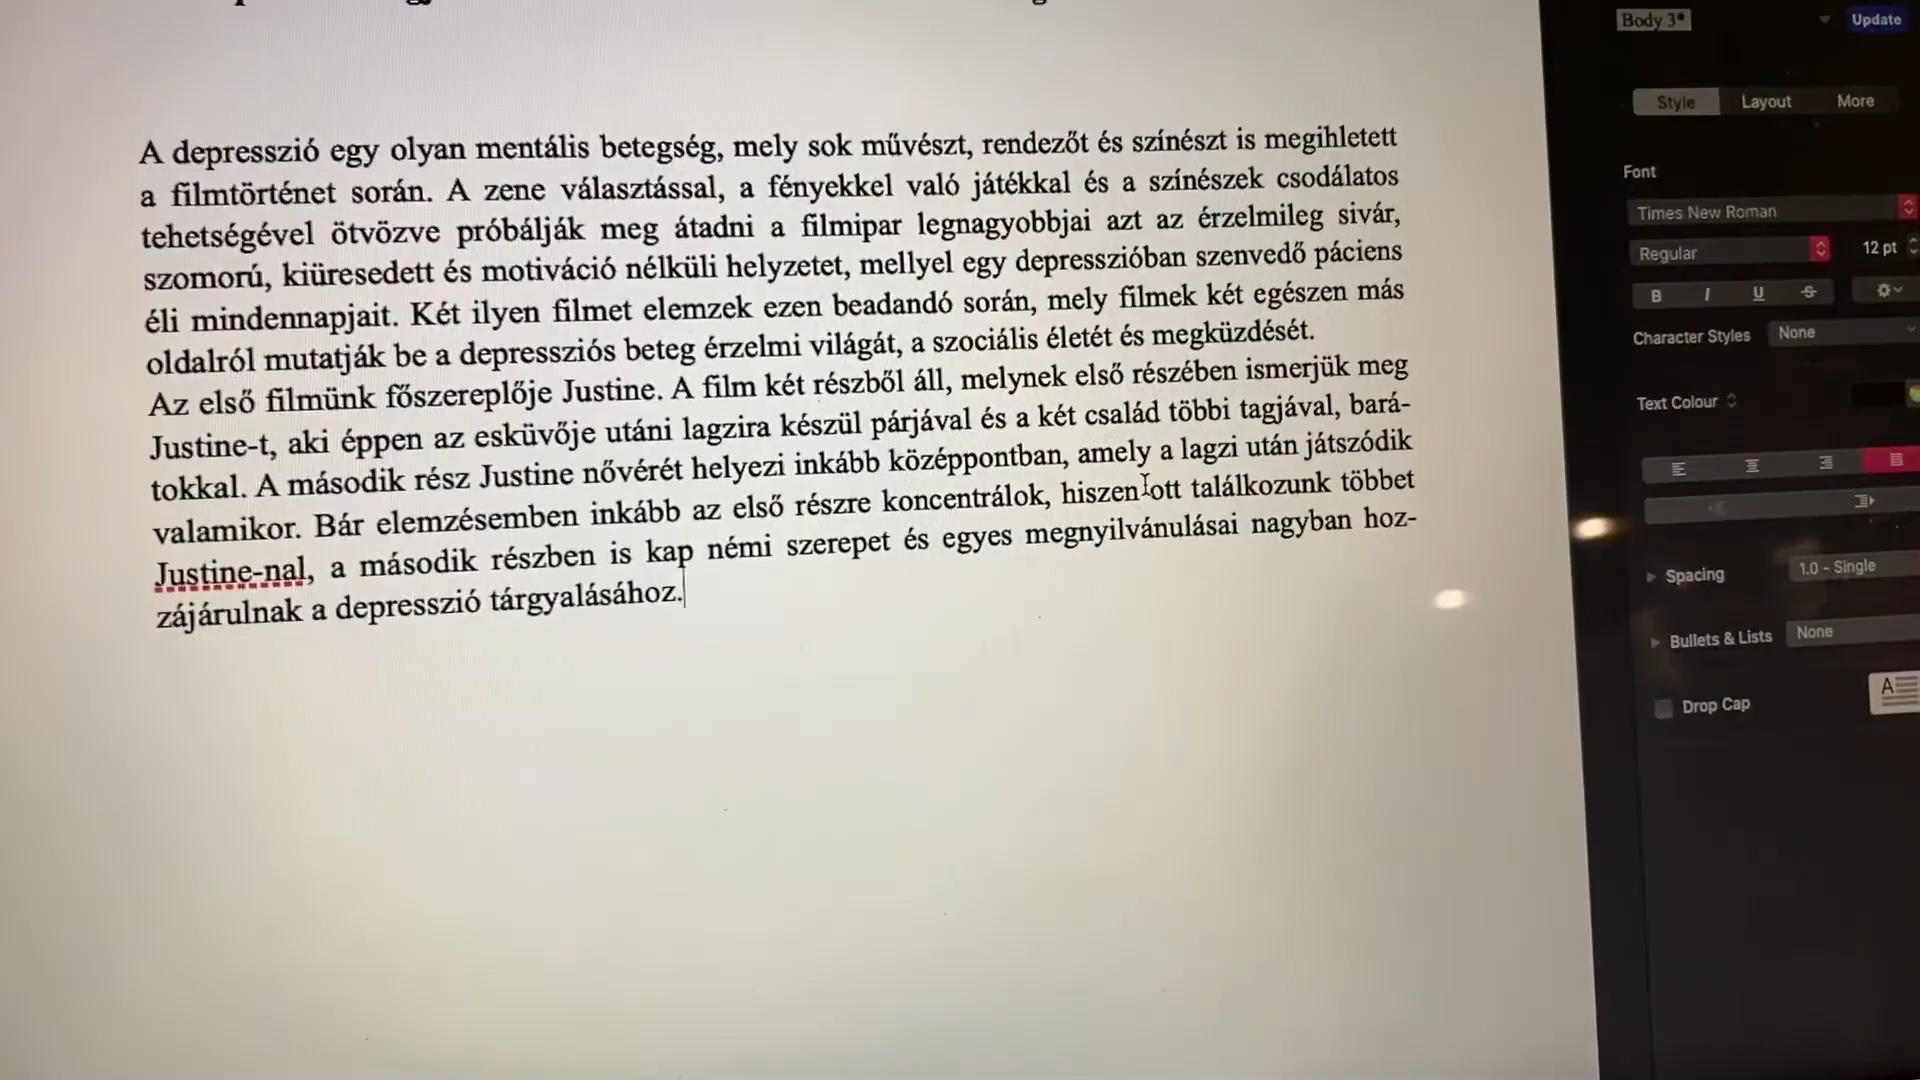 A depresszió egy olyan mentális betegség, mely sok művészt, rendezőt és színészt is megihletett
a filmtörténet során. A zene választással, a fényekkel való játékkal és a színészek csodálatos
tehetségével ötvözve próbálják meg átadni a filmipar legnagyobbjai azt az érzelmileg sivár,
szomorú, kiüresedett és motiváció nélküli helyzetet, mellyel egy depresszióban szenvedő páciens
éli mindennapjait. Két ilyen filmet elemzek ezen beadandó során, mely filmek két egészen más
oldalról mutatják be a depressziós beteg érzelmi világát, a szociális életét és megküzdését.
Az első filmünk főszereplője Justine. A film két részből áll, melynek első részében ismerjük meg
Justine-t, aki éppen az esküvője utáni lagzira készül párjával és a két család többi tagjával, bará-
tokkal. A második rész Justine nővérét helyezi inkább középpontban, amely a lagzi után játszódik
valamikor. Bár elemzésemben inkább az első részre koncentrálok, hiszen ott találkozunk többet
Justine-nal, a második részben is kap némi szerepet és egyes megnyilvánulásai nagyban hoz-
zájárulnak a depresszió tárgyalásához.
Body 3*
Update
Style Layout More
Font
Times New Roman
Regular 12 pt
B I U S
Character Styles None
Text Colour
Spacing 1.0 - Single
Bullets & Lists None
Drop Cap
A